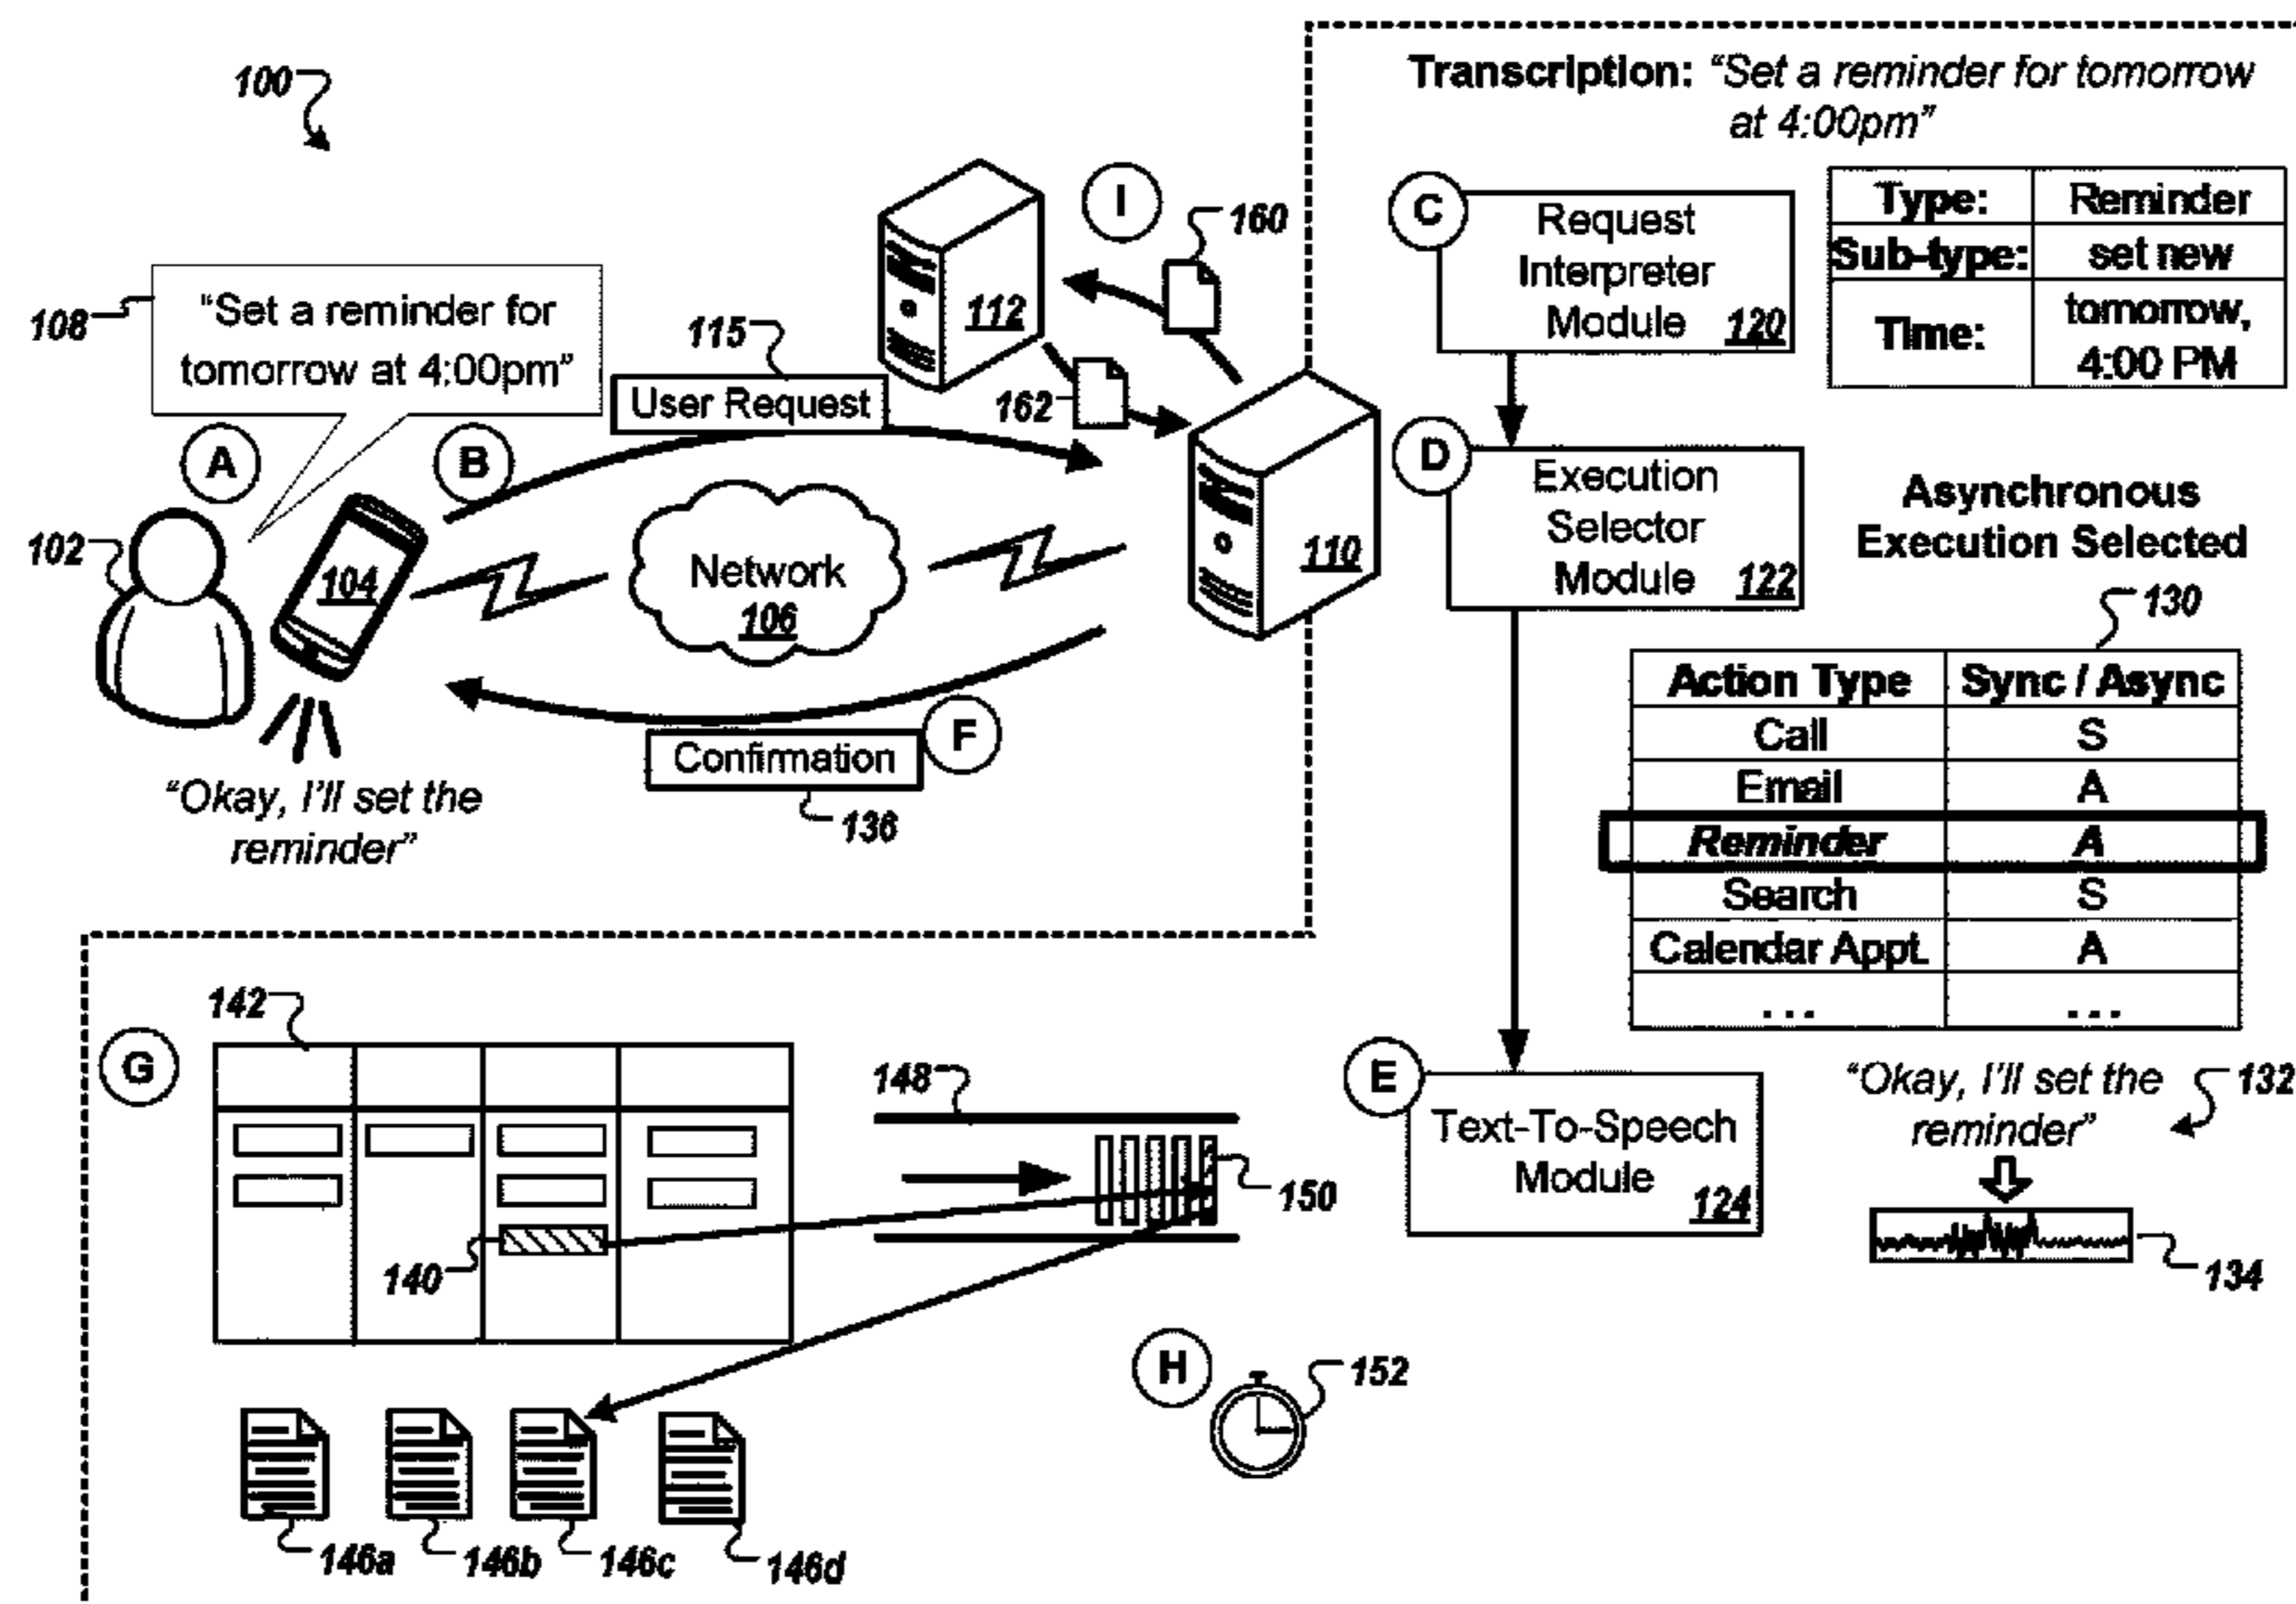 100
Transcription: "Set a reminder for tomorrow
at 4:00pm"
108
"Set a reminder for
tomorrow at 4:00pm"
A
B
115
User Request
112
I
160
162
110
102
104
Network
106
F
Confirmation
136
"Okay, I'll set the
reminder"
C
Request
Interpreter
Module 120
Type: Reminder
Sub-type: set new
Time: tomorrow,
4:00 PM
D
Execution
Selector
Module 122
Asynchronous
Execution Selected
130
Action Type Sync / Async
Call S
Email A
Reminder A
Search S
Calendar Appt. A
... ...
E
Text-To-Speech
Module
124
"Okay, I'll set the
reminder"
132
134
G
142
140
148
150
H
152
146a
146b
146c
146d